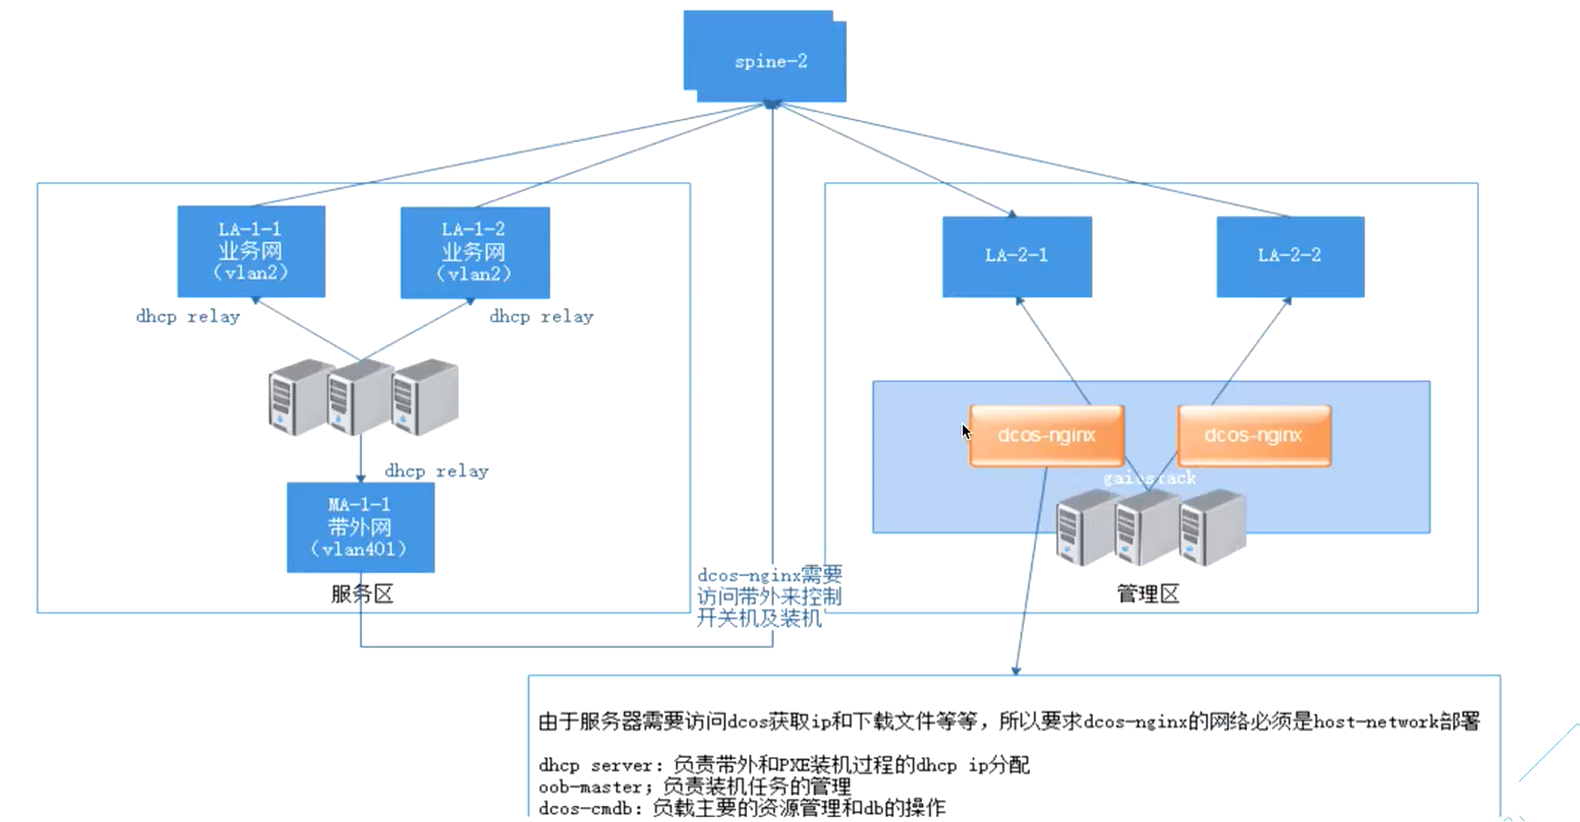 spine-2
LA-1-1
业务网
（vlan2）
LA-1-2
业务网
（vlan2）
dhcp relay
dhcp relay
dhcp relay
MA-1-1
带外网
（vlan401）
服务区
LA-2-1
LA-2-2
dcos-nginx
dcos-nginx
管理区
dcos-nginx需要
访问带外来控制
开关机及装机
由于服务器需要访问dcos获取ip和下载文件等等，所以要求dcos-nginx的网络必须是host-network部署
dhcp server：负责带外和PXE装机过程的dhcp ip分配
oob-master；负责装机任务的管理
dcos-cmdb：负载主要的资源管理和db的操作